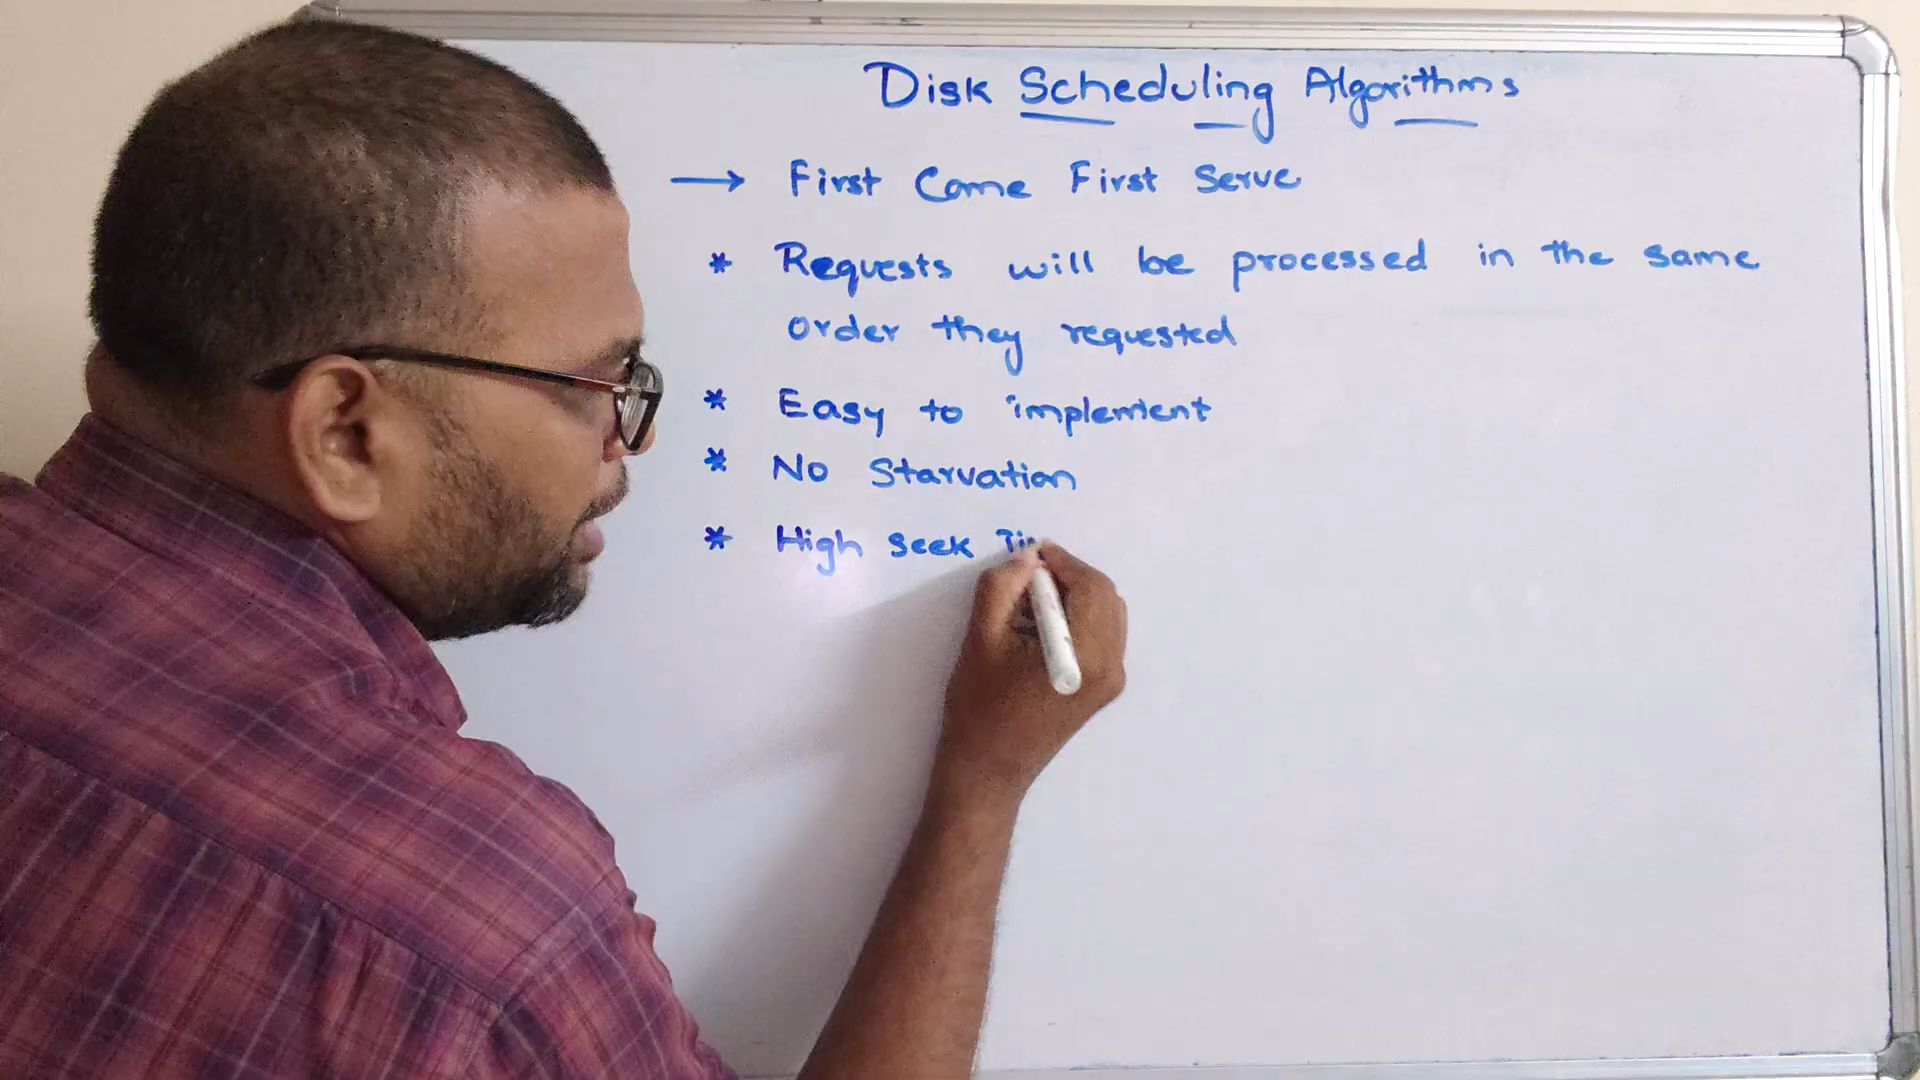 Disk Scheduling Algorithms
→ First Come First Serve
* Requests will be processed in the same
order they requested
* Easy to implement
* No Starvation
* High Seek